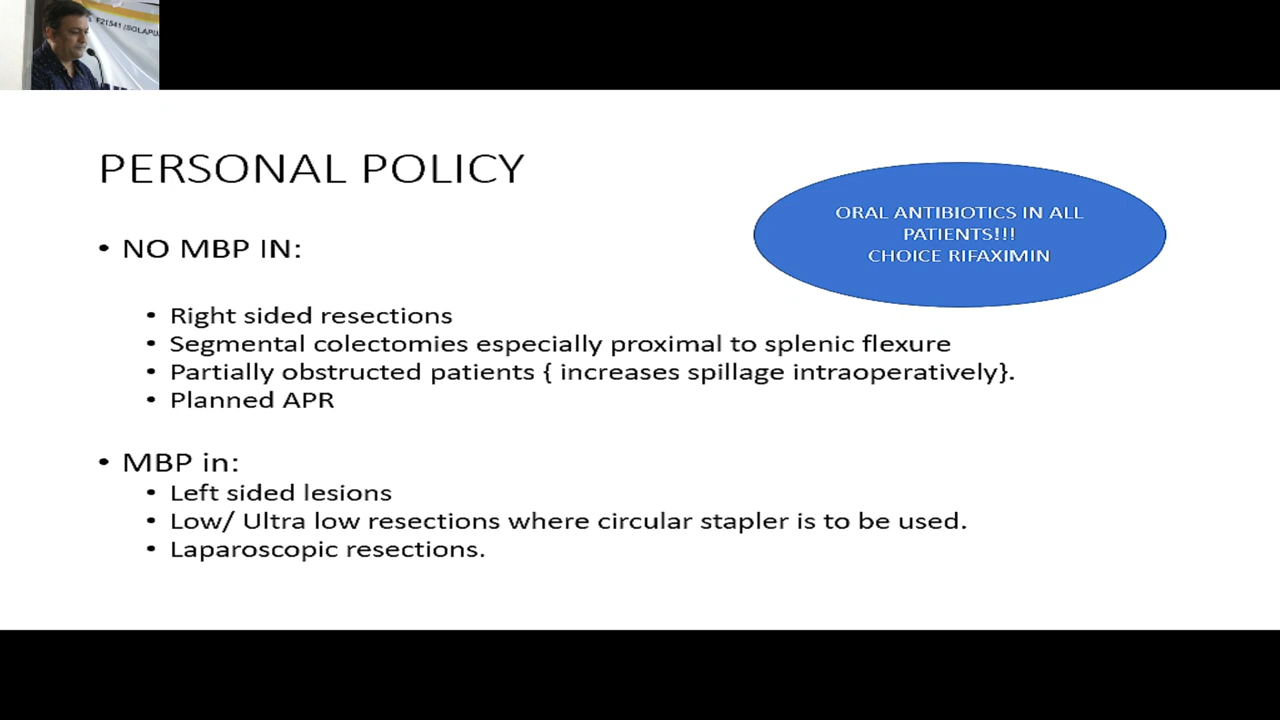 F21541 /SOLAPU
PERSONAL POLICY
ORAL ANTIBIOTICS IN ALL
PATIENTS!!!
CHOICE RIFAXIMIN
• NO MBP IN:
• Right sided resections
• Segmental colectomies especially proximal to splenic flexure
• Partially obstructed patients { increases spillage intraoperatively}.
• Planned APR
• MBP in:
• Left sided lesions
• Low/ Ultra low resections where circular stapler is to be used.
• Laparoscopic resections.